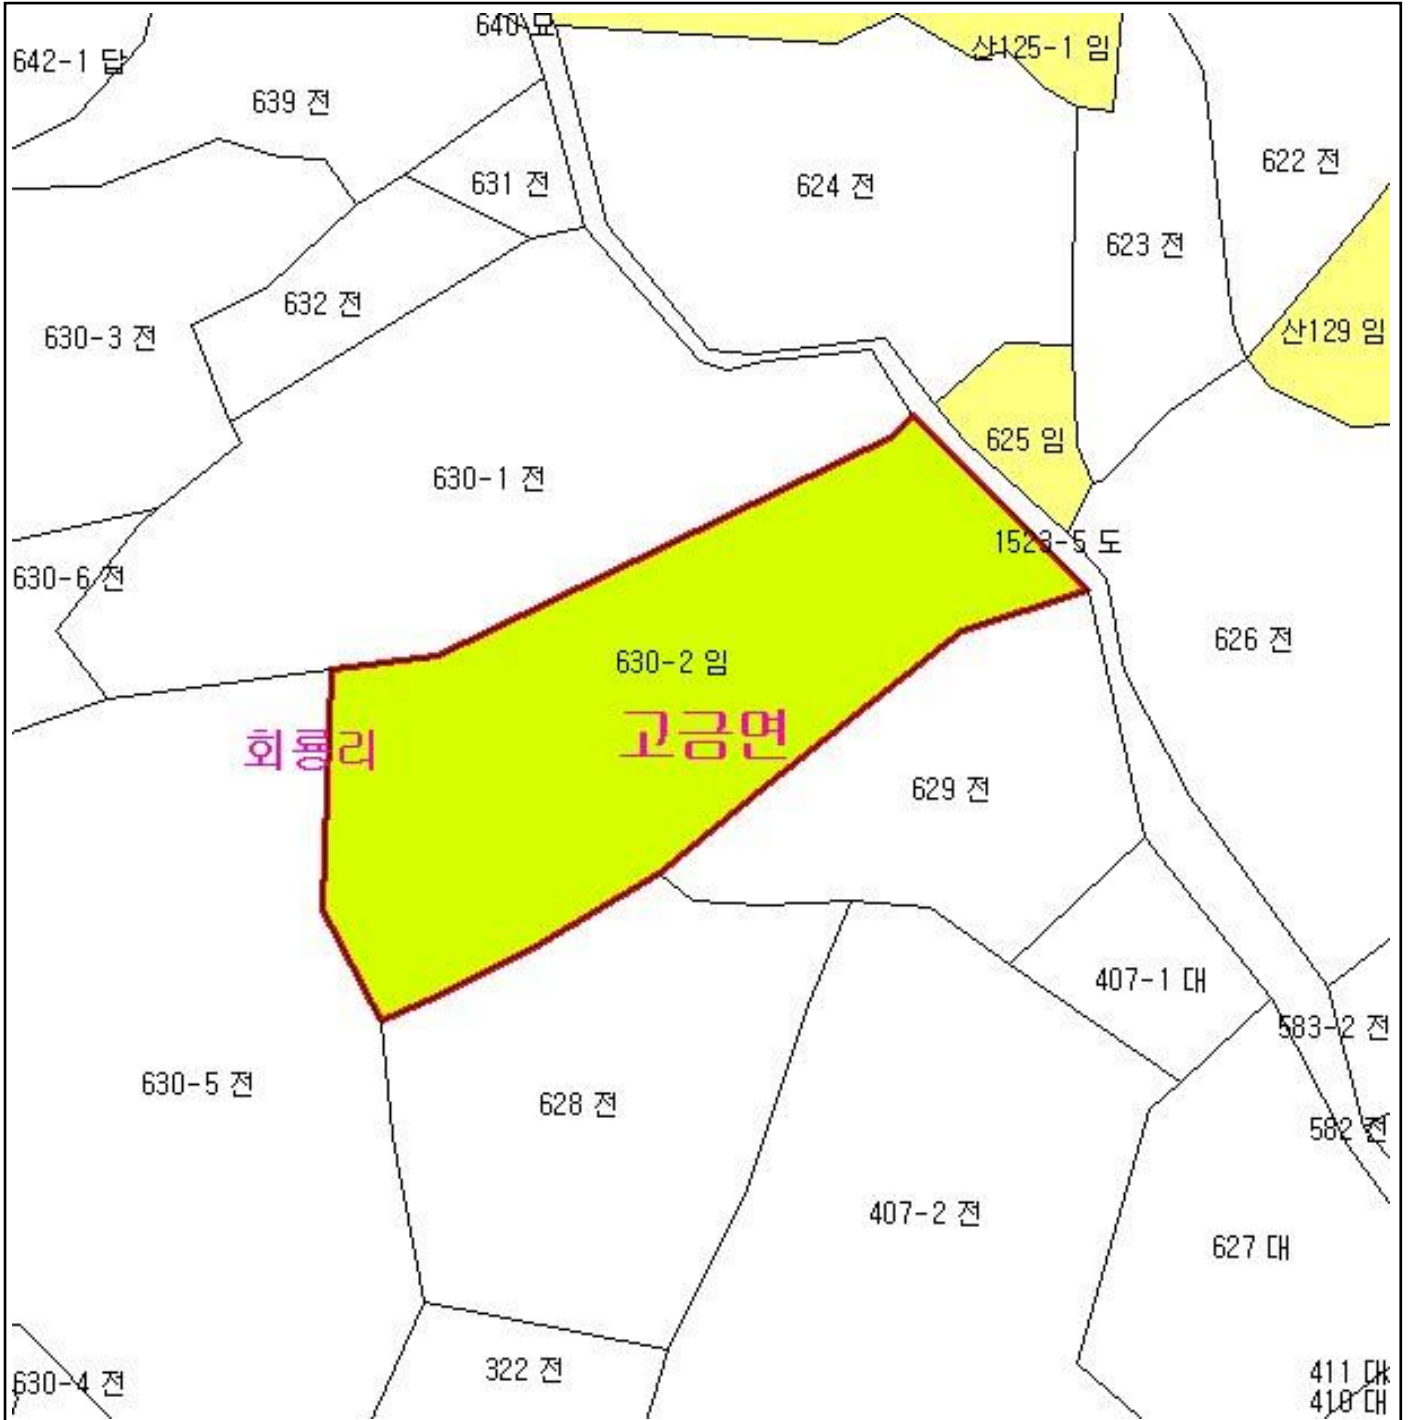 640 묘
산125-1 임
642-1 답
639 전
622 전
631 전
624 전
623 전
632 전
산129 임
630-3 전
625 임
630-1 전
1523-5 도
630-6 전
626 전
630-2 임
고금면
회룡리
629 전
407-1 대
583-2 전
630-5 전
628 전
582 전
407-2 전
627 대
322 전
411 대
630-4 전
410 대